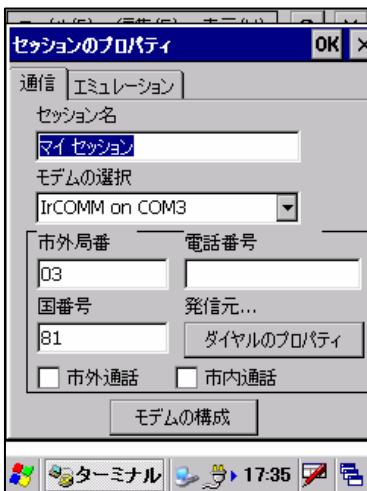 セッションのプロパティ OK ×
通信 エミュレーション
セッション名
マイ セッション
モデムの選択
IrCOMM on COM3
市外局番 電話番号
03
国番号 発信元...
81 ダイヤルのプロパティ
市外通話 市内通話
モデムの構成
ターミナル 17:35